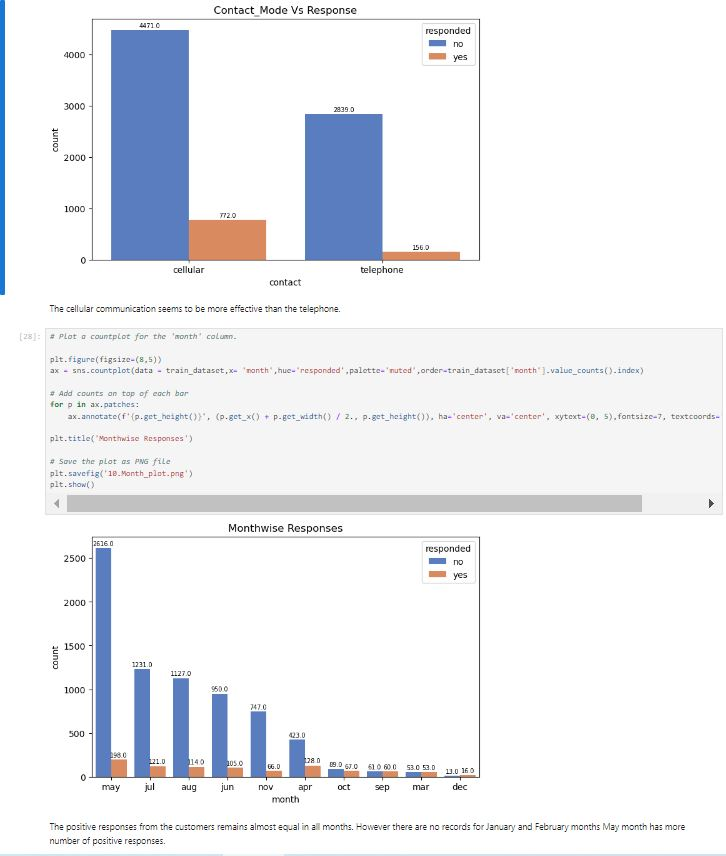 Contact_Mode Vs Response
4471.0
responded
no
yes
4000
3000
2839.0
count
2000
1000
772.0
156.0
0
cellular telephone
contact
The cellular communication seems to be more effective than the telephone.
[28]: # Plot a countplot for the 'month' column.
plt.figure(figsize=(8,5))
ax = sns.countplot(data = train_dataset,x= 'month',hue='responded',palette='muted',order=train_dataset['month'].value_counts().index)
# Add counts on top of each bar
for p in ax.patches:
ax.annotate(f'{p.get_height()}', (p.get_x() + p.get_width() / 2., p.get_height()), ha='center', va='center', xytext=(0, 5),fontsize=7, textcoords=
plt.title('Monthwise Responses')
# Save the plot as PNG file
plt.savefig('10.Month_plot.png')
plt.show()
Monthwise Responses
2616.0
responded
no
yes
2500
2000
1500
1231.0
1127.0
count
1000
950.0
747.0
500
423.0
198.0 121.0 114.0 105.0 66.0 128.0 89.0 67.0 61.0 60.0 53.0 53.0 13.0 16.0
0
may jul aug jun nov apr oct sep mar dec
month
The positive responses from the customers remains almost equal in all months. However there are no records for January and February months May month has more
number of positive responses.